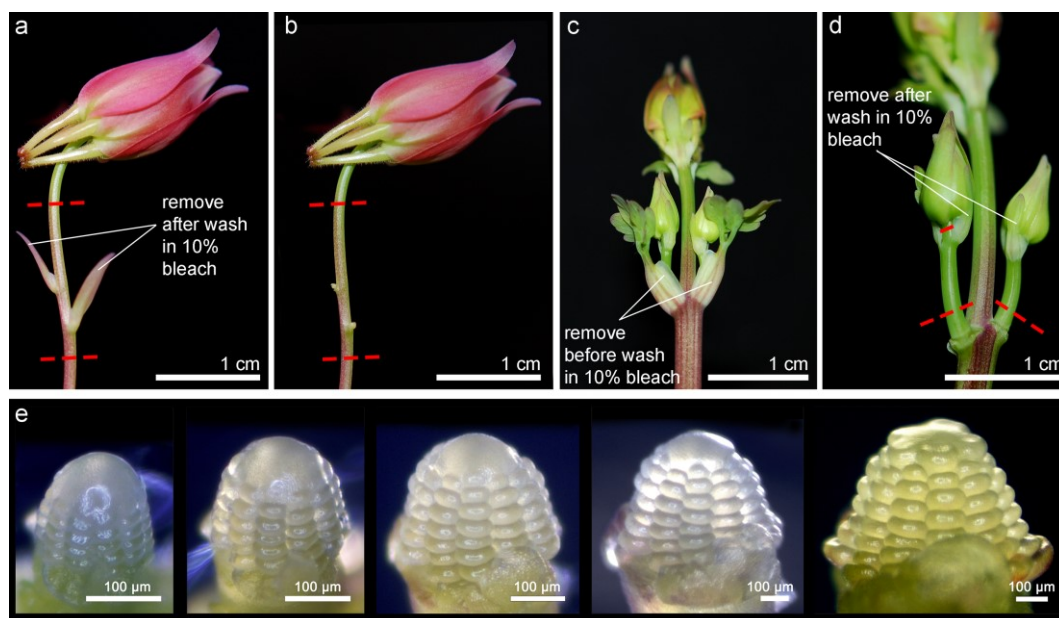 a
remove
after wash
in 10%
bleach
1 cm
b
1 cm
c
remove
before wash
in 10% bleach
1 cm
d
remove after
wash in 10%
bleach
1 cm
e
100 µm
100 µm
100 µm
100 µm
100 µm